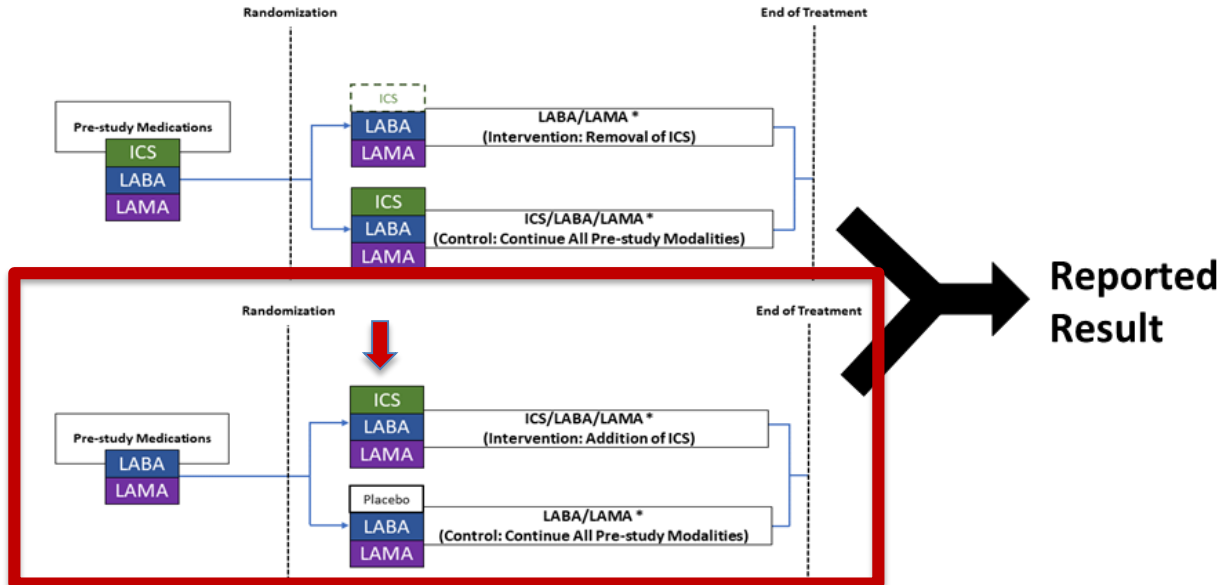 Randomization
End of Treatment
Pre-study Medications
ICS
LABA
LAMA
ICS
LABA
LAMA
LABA/LAMA *
(Intervention: Removal of ICS)
ICS
LABA
LAMA
ICS/LABA/LAMA *
(Control: Continue All Pre-study Modalities)
Reported
Result
Randomization
End of Treatment
Pre-study Medications
LABA
LAMA
ICS
LABA
LAMA
ICS/LABA/LAMA *
(Intervention: Addition of ICS)
Placebo
LABA
LAMA
LABA/LAMA *
(Control: Continue All Pre-study Modalities)